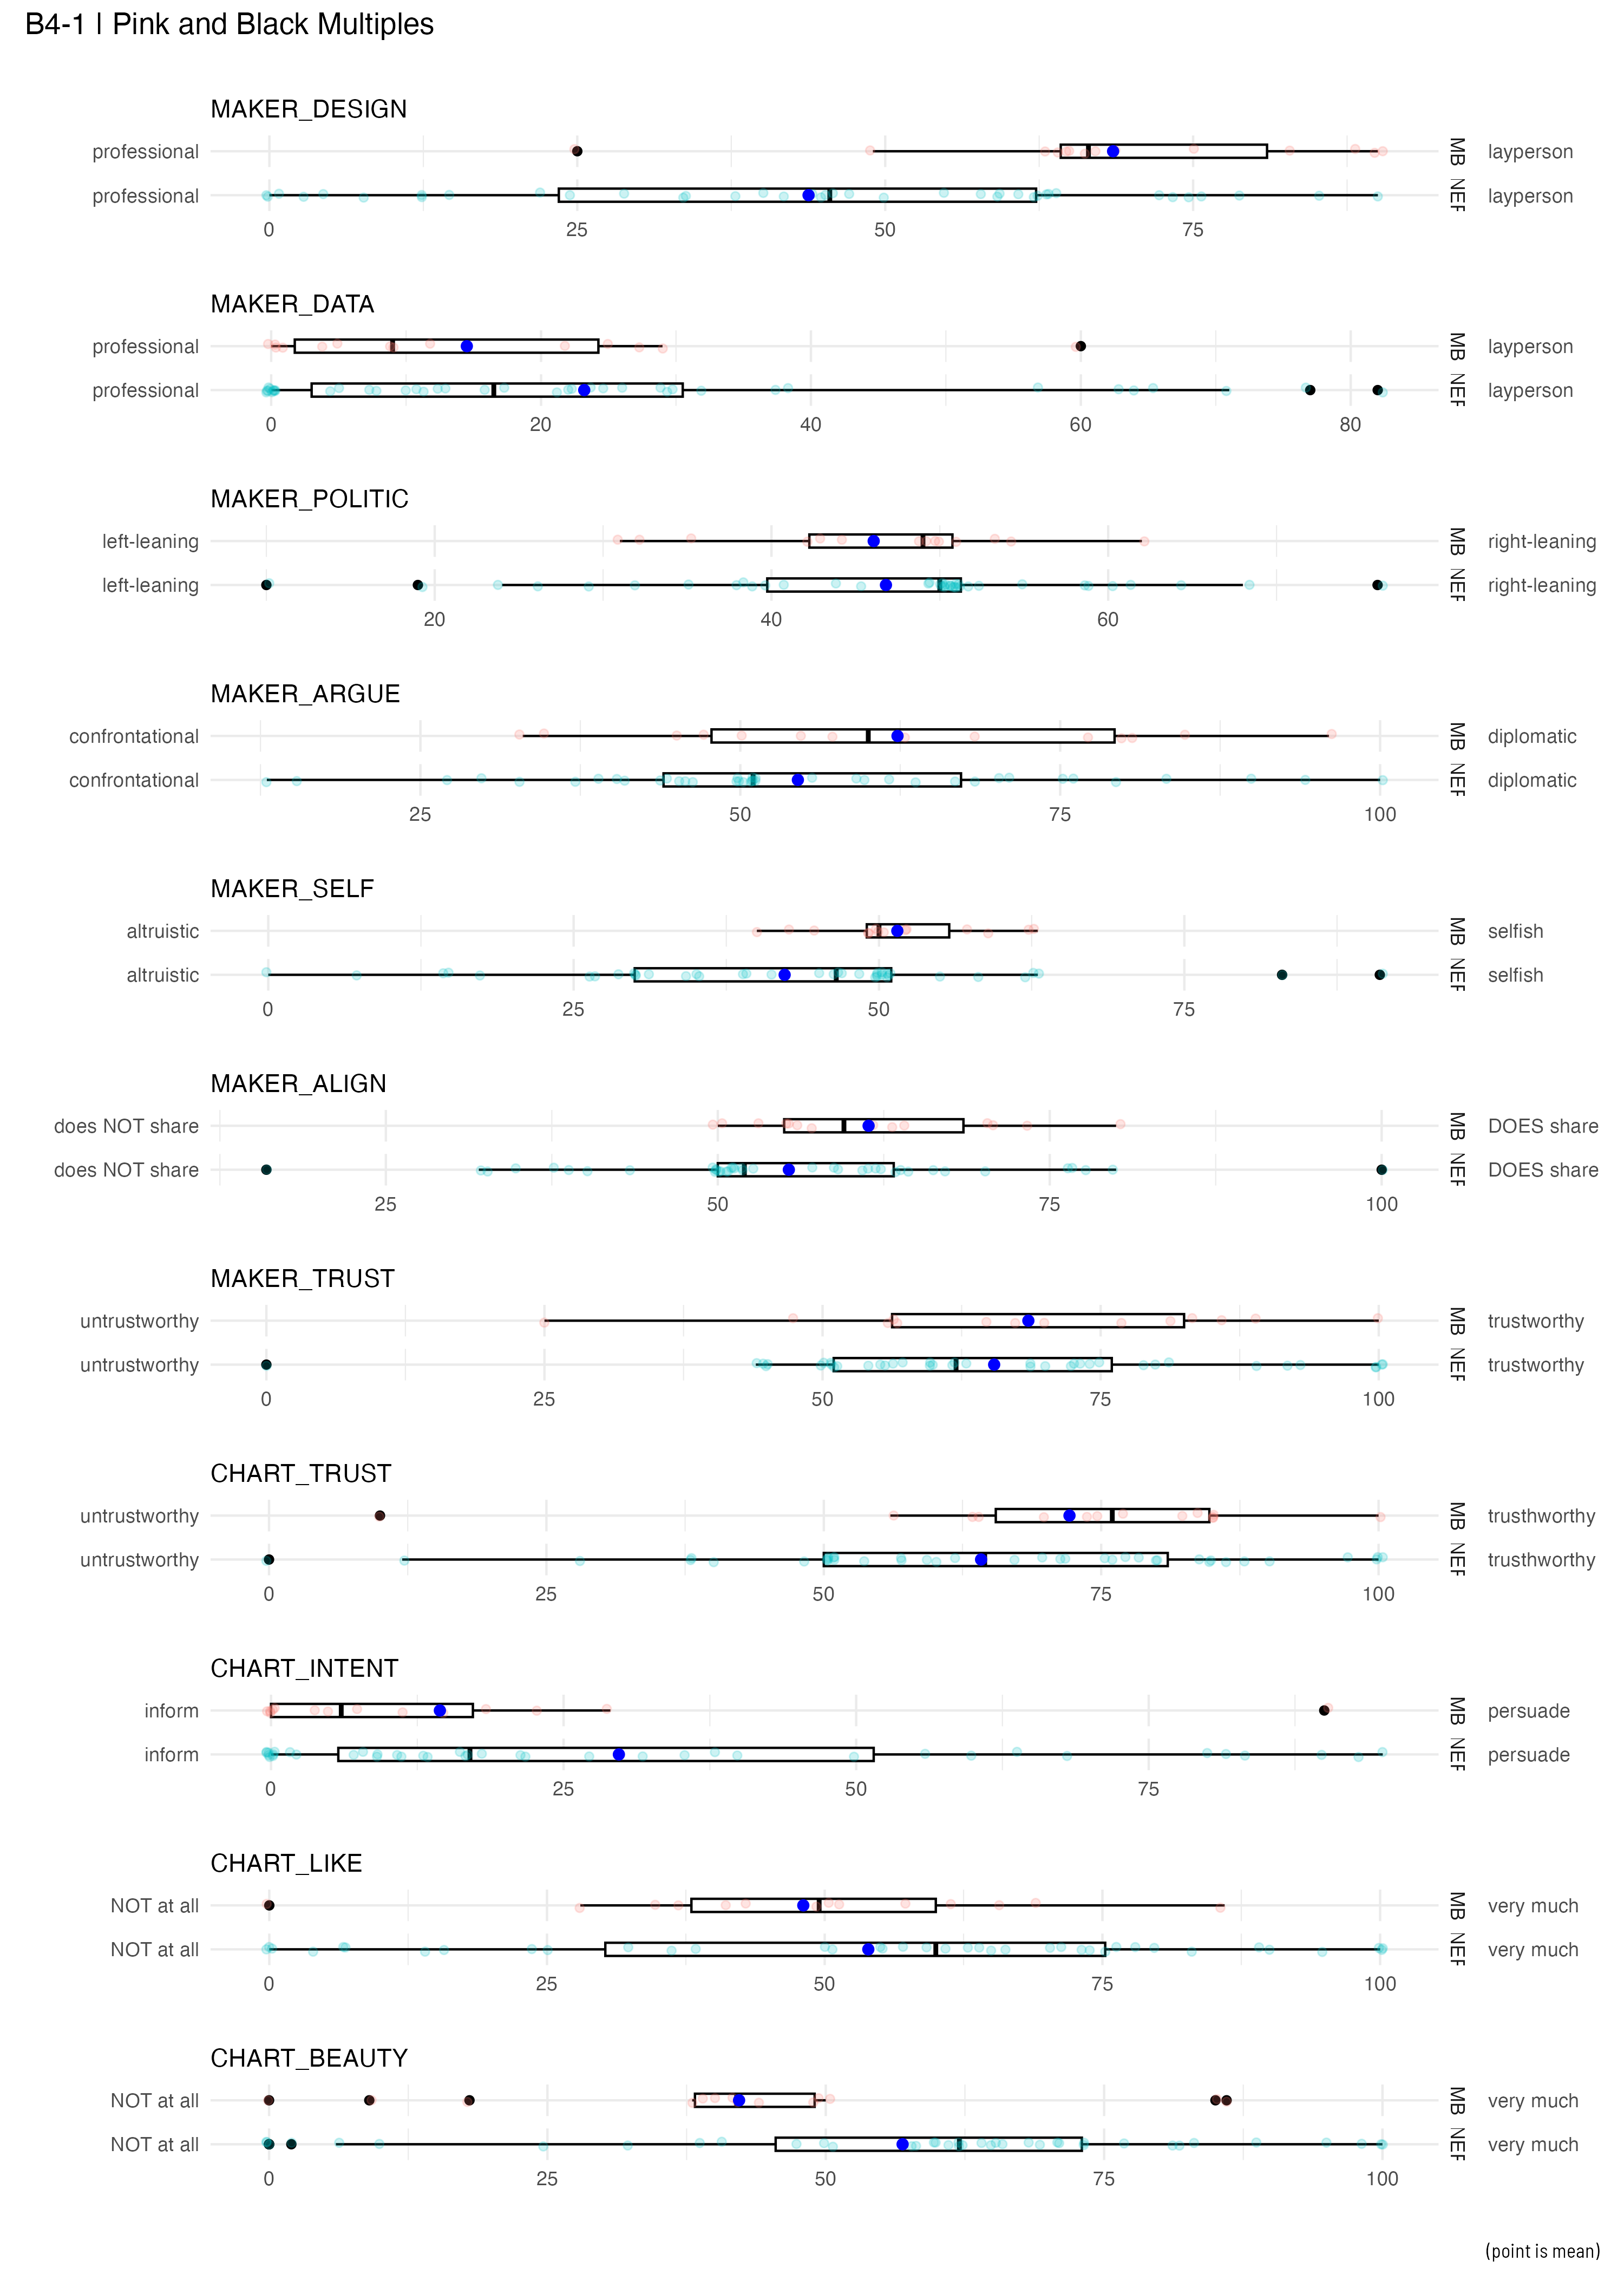 B4-1 | Pink and Black Multiples
MAKER_DESIGN
professional MB layperson
professional NEF layperson
0 25 50 75
MAKER_DATA
professional MB layperson
professional NEF layperson
0 20 40 60 80
MAKER_POLITIC
left-leaning MB right-leaning
left-leaning NEF right-leaning
20 40 60
MAKER_ARGUE
confrontational MB diplomatic
confrontational NEF diplomatic
25 50 75 100
MAKER_SELF
altruistic MB selfish
altruistic NEF selfish
0 25 50 75
MAKER_ALIGN
does NOT share MB DOES share
does NOT share NEF DOES share
25 50 75 100
MAKER_TRUST
untrustworthy MB trustworthy
untrustworthy NEF trustworthy
0 25 50 75 100
CHART_TRUST
untrustworthy MB trusthworthy
untrustworthy NEF trusthworthy
0 25 50 75 100
CHART_INTENT
inform MB persuade
inform NEF persuade
0 25 50 75
CHART_LIKE
NOT at all MB very much
NOT at all NEF very much
0 25 50 75 100
CHART_BEAUTY
NOT at all MB very much
NOT at all NEF very much
0 25 50 75 100
(point is mean)